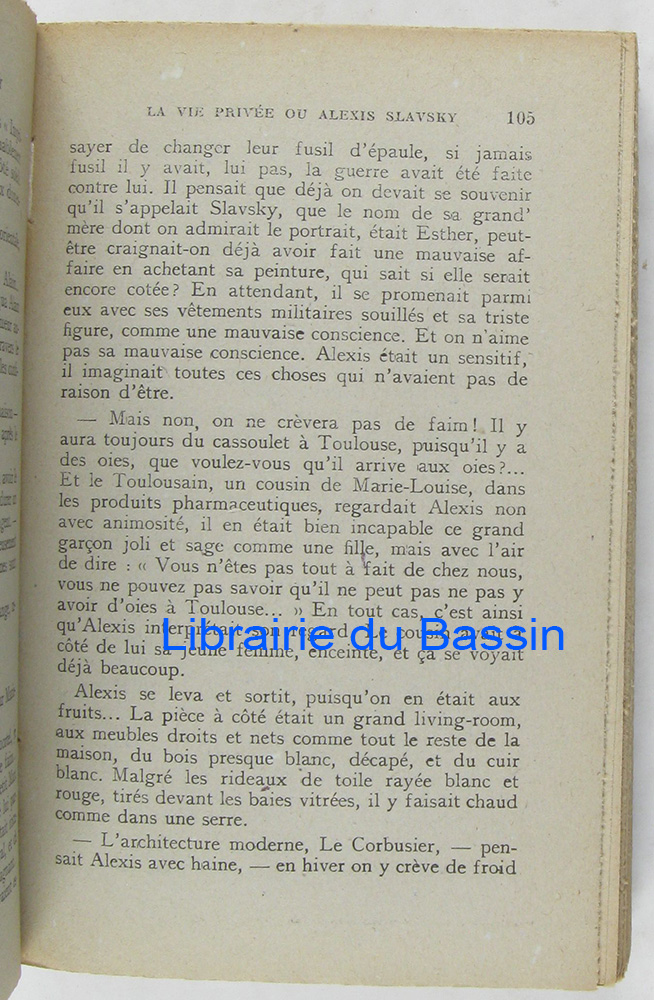 LA VIE PRIVÉE OU ALEXIS SLAVSKY 105
sayer de changer leur fusil d'épaule, si jamais
fusil il y avait, lui pas, la guerre avait été faite
contre lui. Il pensait que déjà on devait se souvenir
qu'il s'appelait Slavsky, que le nom de sa grand'
mère dont on admirait le portrait, était Esther, peut-
être craignait-on déjà avoir fait une mauvaise af-
faire en achetant sa peinture, qui sait si elle serait
encore cotée? En attendant, il se promenait parmi
eux avec ses vêtements militaires souillés et sa triste
figure, comme une mauvaise conscience. Et on n'aime
pas sa mauvaise conscience. Alexis était un sensitif,
il imaginait toutes ces choses qui n'avaient pas de
raison d'être.
— Mais non, on ne crèvera pas de faim! Il y
aura toujours du cassoulet à Toulouse, puisqu'il y a
des oies, que voulez-vous qu'il arrive aux oies?...
Et le Toulousain, un cousin de Marie-Louise, dans
les produits pharmaceutiques, regardait Alexis non
avec animosité, il en était bien incapable ce grand
garçon joli et sage comme une fille, mais avec l'air
de dire : « Vous n'êtes pas tout à fait de chez nous,
vous ne pouvez pas savoir qu'il ne peut pas ne pas y
avoir d'oies à Toulouse... » En tout cas, c'est ainsi
qu'Alexis interprétait son regard. Le cousin avait à
Librairie du Bassin
côté de lui sa jeune femme, enceinte, et ça se voyait
déjà beaucoup.
Alexis se leva et sortit, puisqu'on en était aux
fruits... La pièce à côté était un grand living-room,
aux meubles droits et nets comme tout le reste de la
maison, du bois presque blanc, décapé, et du cuir
blanc. Malgré les rideaux de toile rayée blanc et
rouge, tirés devant les baies vitrées, il y faisait chaud
comme dans une serre.
— L'architecture moderne, Le Corbusier, — pen-
sait Alexis avec haine, — en hiver on y crève de froid